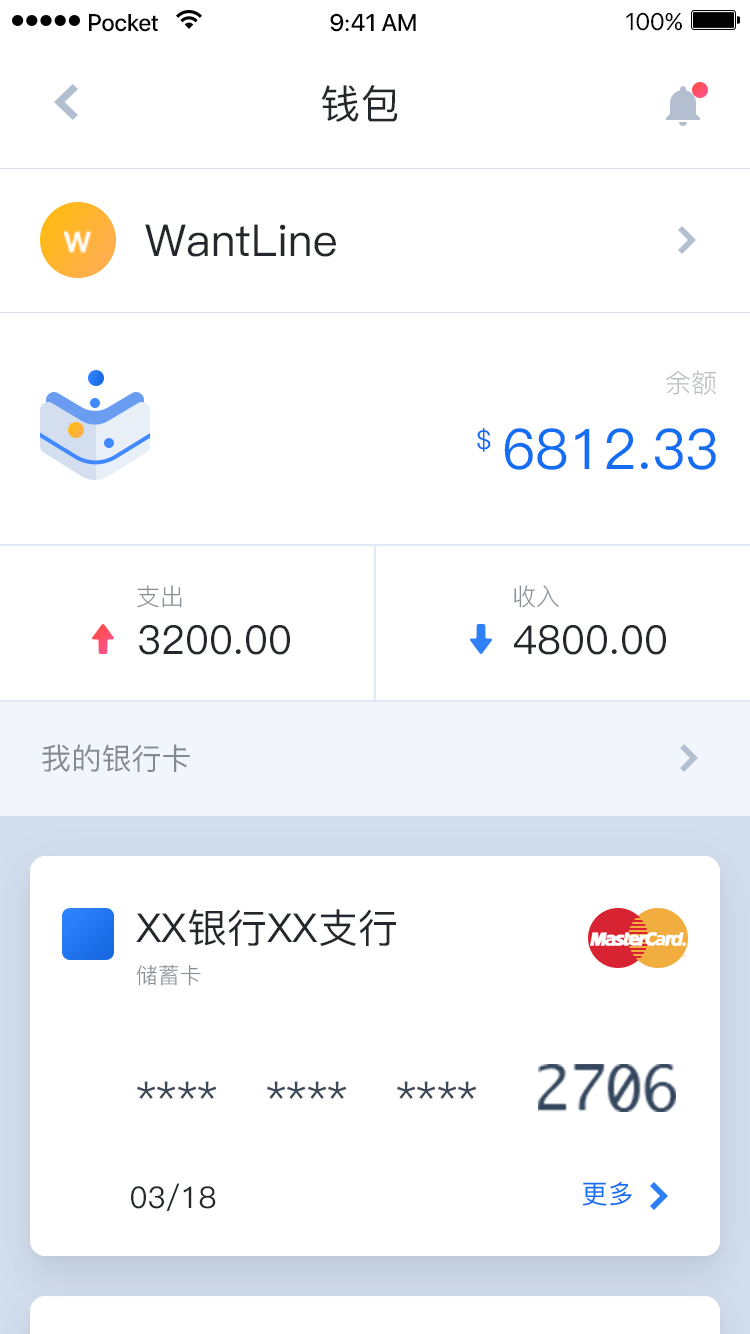 Pocket 9:41 AM 100%
钱包
W WantLine
余额
$ 6812.33
支出 收入
3200.00 4800.00
我的银行卡
XX银行XX支行
储蓄卡
MasterCard.
**** **** **** 2706
03/18 更多